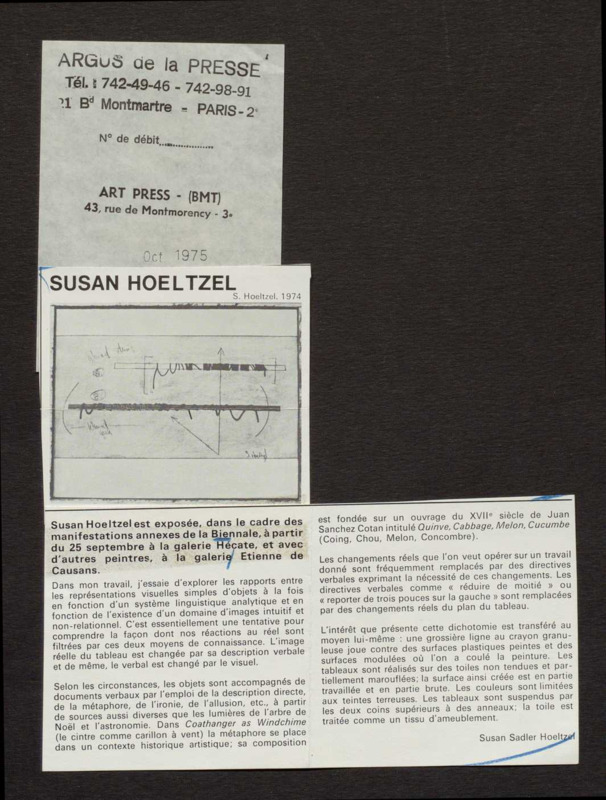 ARGUS de la PRESSE
Tél. : 742-49-46 - 742-98-91
21 Bd Montmartre - PARIS-2e
N° de débit
ART PRESS - (BMT)
43, rue de Montmorency - 3e
Oct 1975
SUSAN HOELTZEL
S. Hoeltzel, 1974
Susan Hoeltzel est exposée, dans le cadre des
manifestations annexes de la Biennale, à partir
du 25 septembre à la galerie Hécate, et avec
d'autres peintres, à la galerie Etienne de
Causans.
Dans mon travail, j'essaie d'explorer les rapports entre
les représentations visuelles simples d'objets à la fois
en fonction d'un système linguistique analytique et en
fonction de l'existence d'un domaine d'images intuitif et
non-relationnel. C'est essentiellement une tentative pour
comprendre la façon dont nos réactions au réel sont
filtrées par ces deux moyens de connaissance. L'image
réelle du tableau est changée par sa description verbale
et de même, le verbal est changé par le visuel.
Selon les circonstances, les objets sont accompagnés de
documents verbaux par l'emploi de la description directe,
de la métaphore, de l'ironie, de l'allusion, etc., à partir
de sources aussi diverses que les lumières de l'arbre de
Noël et l'astronomie. Dans Coathanger as Windchime
(le cintre comme carillon à vent) la métaphore se place
dans un contexte historique artistique; sa composition
est fondée sur un ouvrage du XVIIe siècle de Juan
Sanchez Cotan intitulé Quinve, Cabbage, Melon, Cucumbe
(Coing, Chou, Melon, Concombre).
Les changements réels que l'on veut opérer sur un travail
donné sont fréquemment remplacés par des directives
verbales exprimant la nécessité de ces changements. Les
directives verbales comme « réduire de moitié » ou
« reporter de trois pouces sur la gauche » sont remplacées
par des changements réels du plan du tableau.
L'intérêt que présente cette dichotomie est transféré au
moyen lui-même : une grossière ligne au crayon granu-
leuse joue contre des surfaces plastiques peintes et des
surfaces modulées où l'on a coulé la peinture. Les
tableaux sont réalisés sur des toiles non tendues et par-
tiellement marouflées; la surface ainsi créée est en partie
travaillée et en partie brute. Les couleurs sont limitées
aux teintes terreuses. Les tableaux sont suspendus par
les deux coins supérieurs à des anneaux; la toile est
traitée comme un tissu d'ameublement.
Susan Sadler Hoeltzel